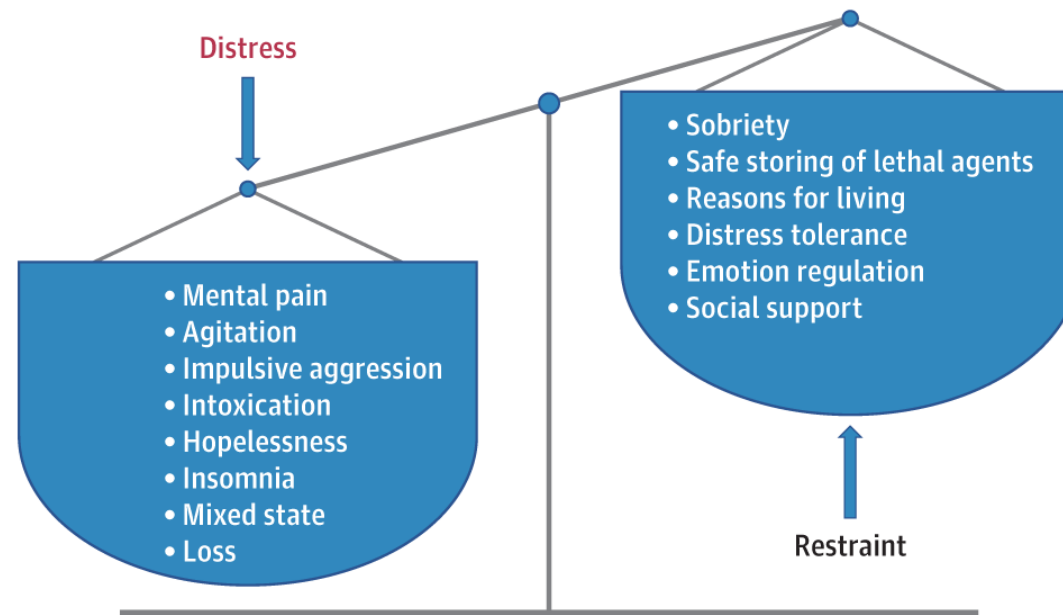 Distress
• Mental pain
• Agitation
• Impulsive aggression
• Intoxication
• Hopelessness
• Insomnia
• Mixed state
• Loss
• Sobriety
• Safe storing of lethal agents
• Reasons for living
• Distress tolerance
• Emotion regulation
• Social support
Restraint